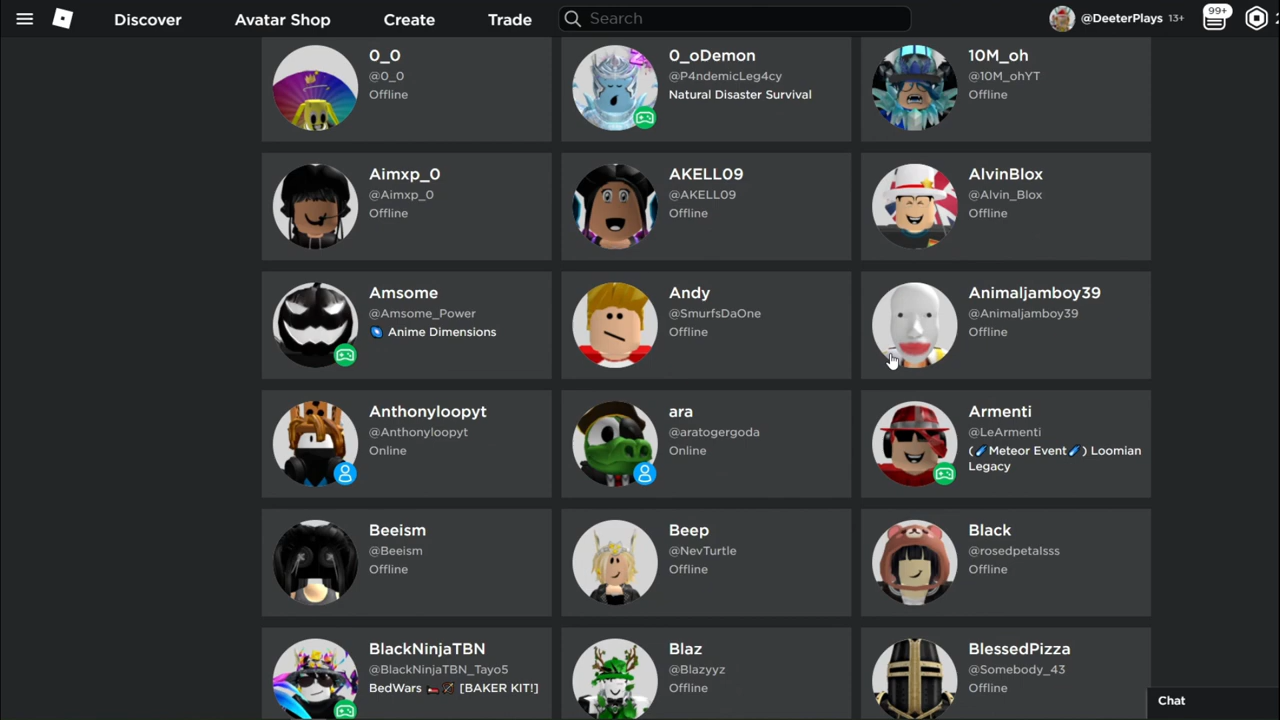 Discover
Avatar Shop
Create
Trade
Search
@DeeterPlays 13+
99+
0_0
@0_0
Offline
0_oDemon
@P4ndemicLeg4cy
Natural Disaster Survival
10M_oh
@10M_ohYT
Offline
Aimxp_0
@Aimxp_0
Offline
AKELL09
@AKELL09
Offline
AlvinBlox
@Alvin_Blox
Offline
Amsome
@Amsome_Power
Anime Dimensions
Andy
@SmurfsDaOne
Offline
Animaljamboy39
@Animaljamboy39
Offline
Anthonyloopyt
@Anthonyloopyt
Online
ara
@aratogergoda
Online
Armenti
@LeArmenti
(☄Meteor Event☄) Loomian
Legacy
Beeism
@Beeism
Offline
Beep
@NevTurtle
Offline
Black
@rosedpetalsss
Offline
BlackNinjaTBN
@BlackNinjaTBN_Tayo5
BedWars 🛏️🏹 [BAKER KIT!]
Blaz
@Blazyyz
Offline
BlessedPizza
@Somebody_43
Offline
Chat